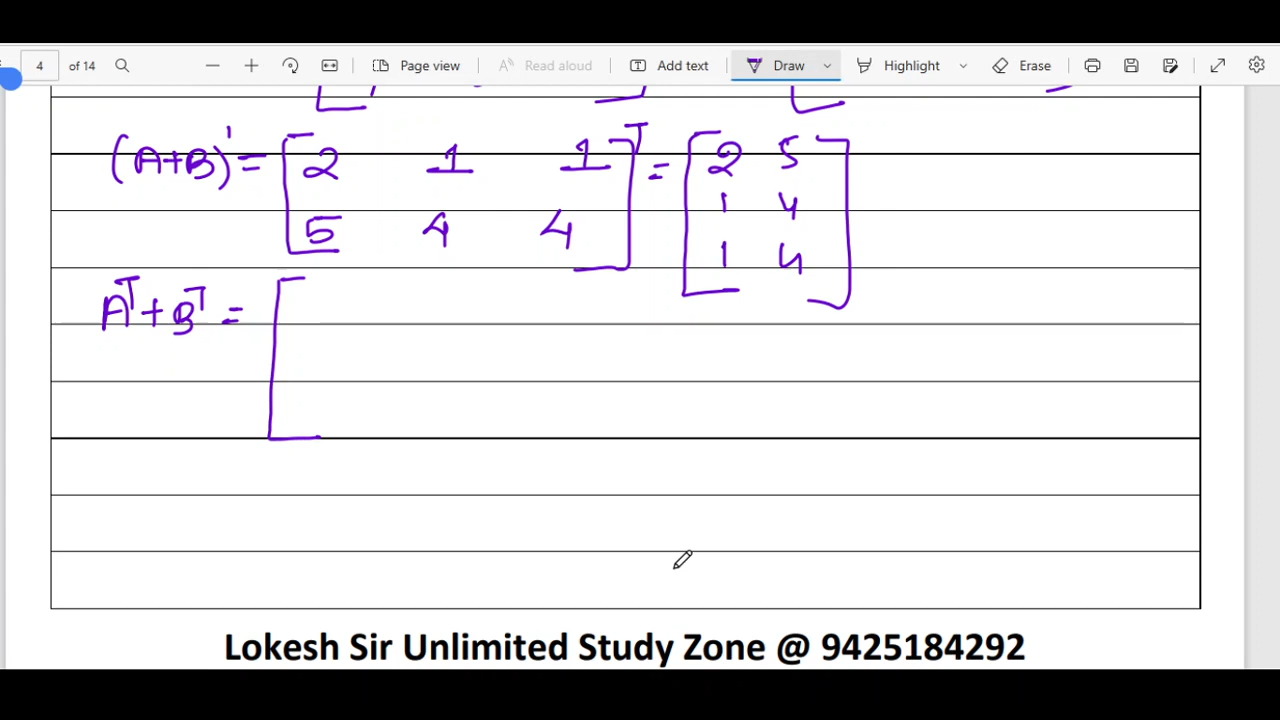 4 of 14 Page view Read aloud Add text Draw Highlight Erase
(A+B)' = [2 1 1]ᵀ = [2 5]
[5 4 4] [1 4]
[1 4]
Aᵀ + Bᵀ = [
Lokesh Sir Unlimited Study Zone @ 9425184292